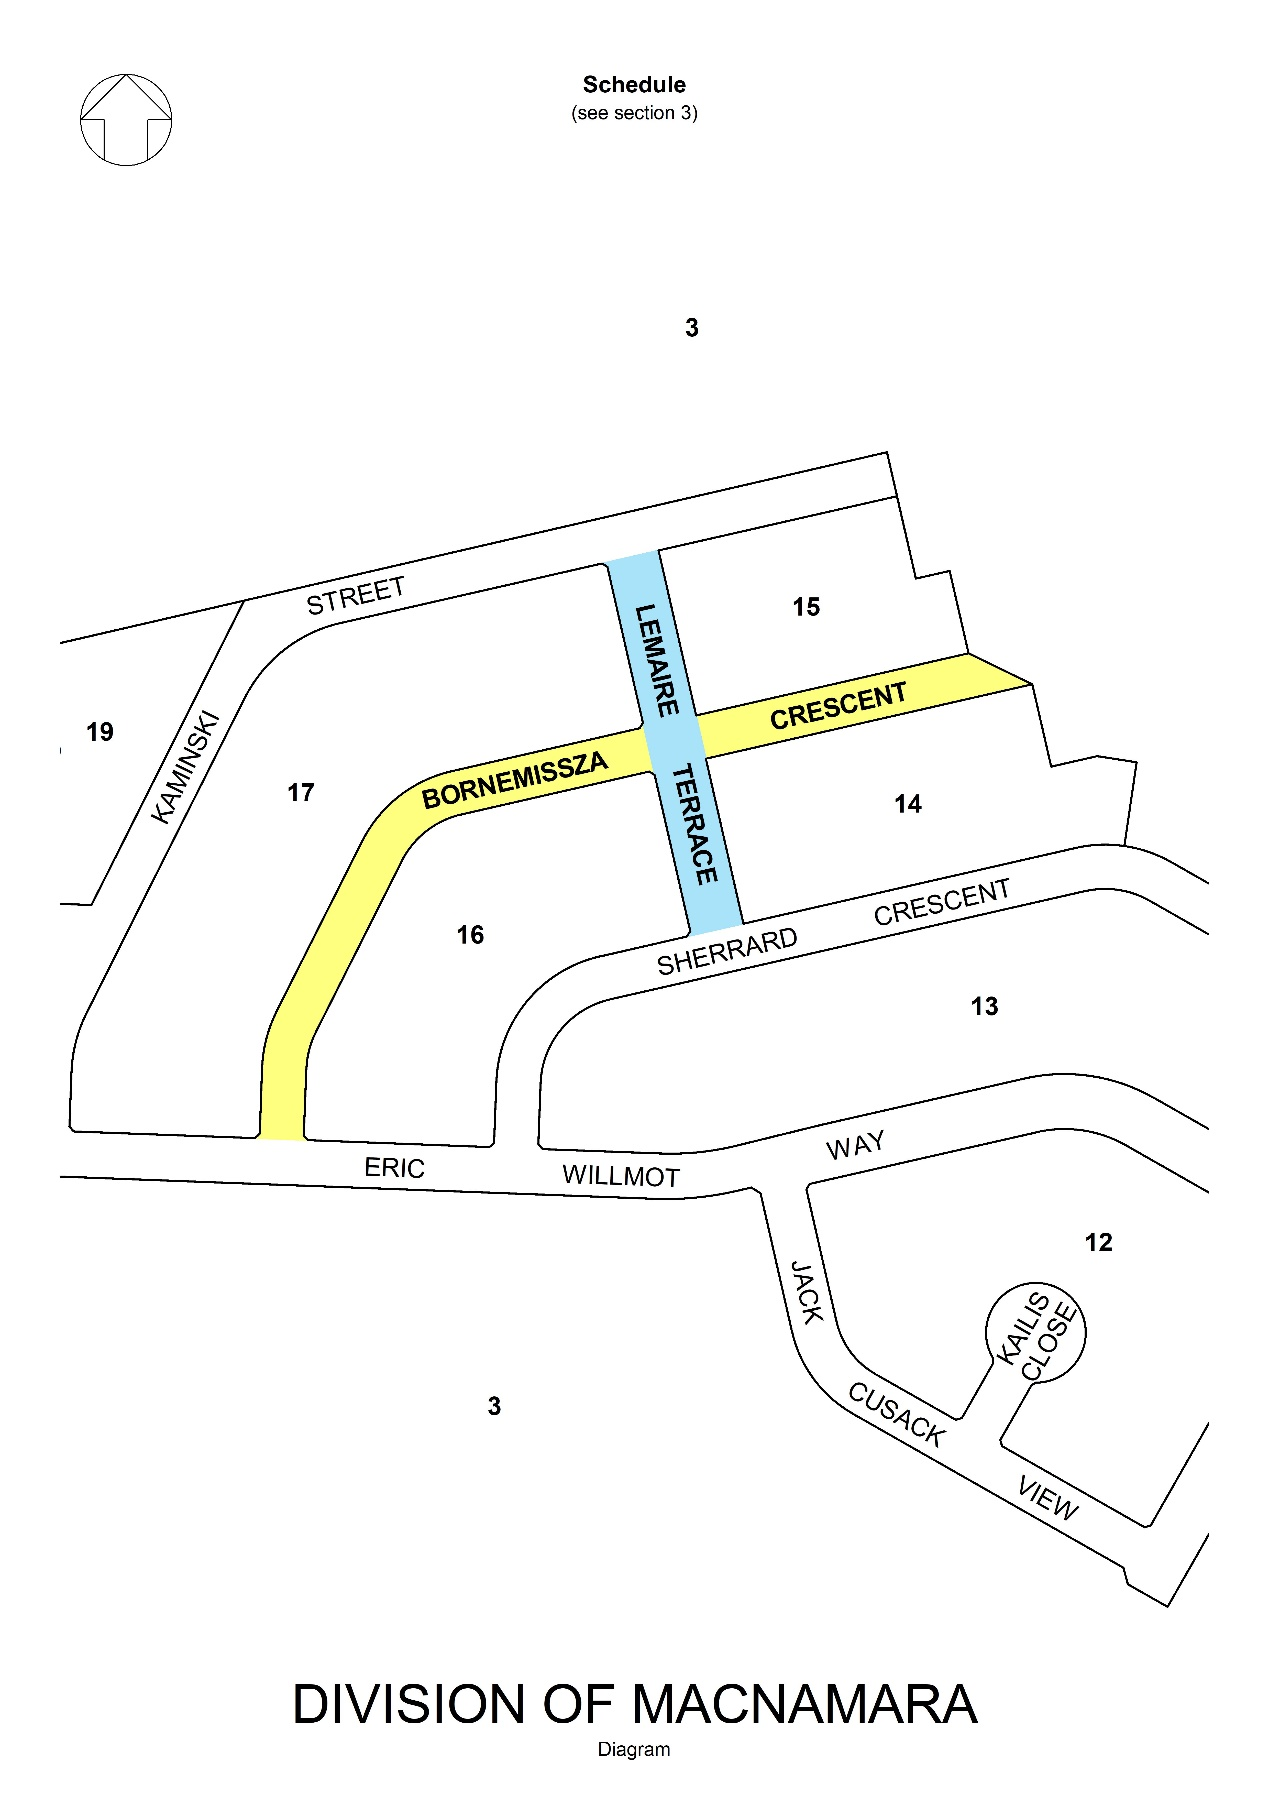 Schedule
(see section 3)
3
STREET
LEMAIRE
15
19
KAMINSKI
CRESCENT
17
BORNEMISSZA
TERRACE
14
16
CRESCENT
SHERRARD
13
ERIC
WILLMOT
WAY
12
JACK
KAILIS
CLOSE
3
CUSACK
VIEW
DIVISION OF MACNAMARA
Diagram